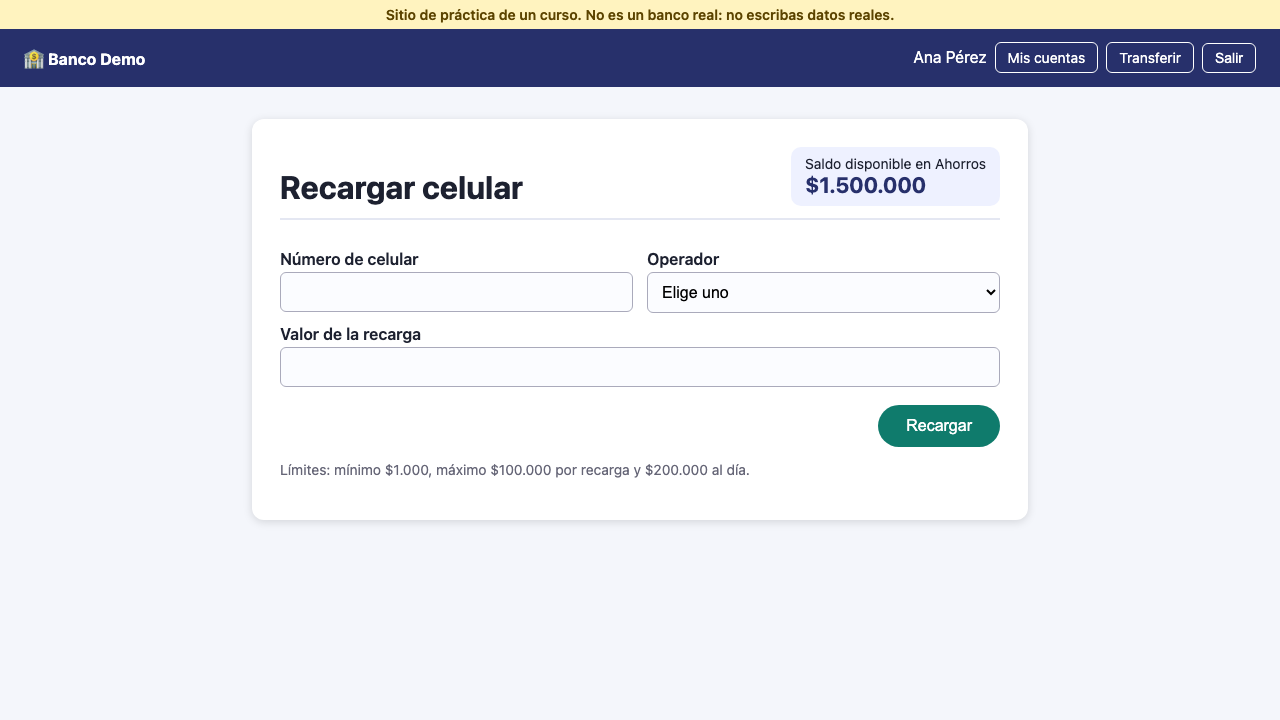 Sitio de práctica de un curso. No es un banco real: no escribas datos reales.
Banco Demo
Ana Pérez Mis cuentas Transferir Salir
Recargar celular
Saldo disponible en Ahorros
$1.500.000
Número de celular
Operador
Elige uno
Valor de la recarga
Recargar
Límites: mínimo $1.000, máximo $100.000 por recarga y $200.000 al día.